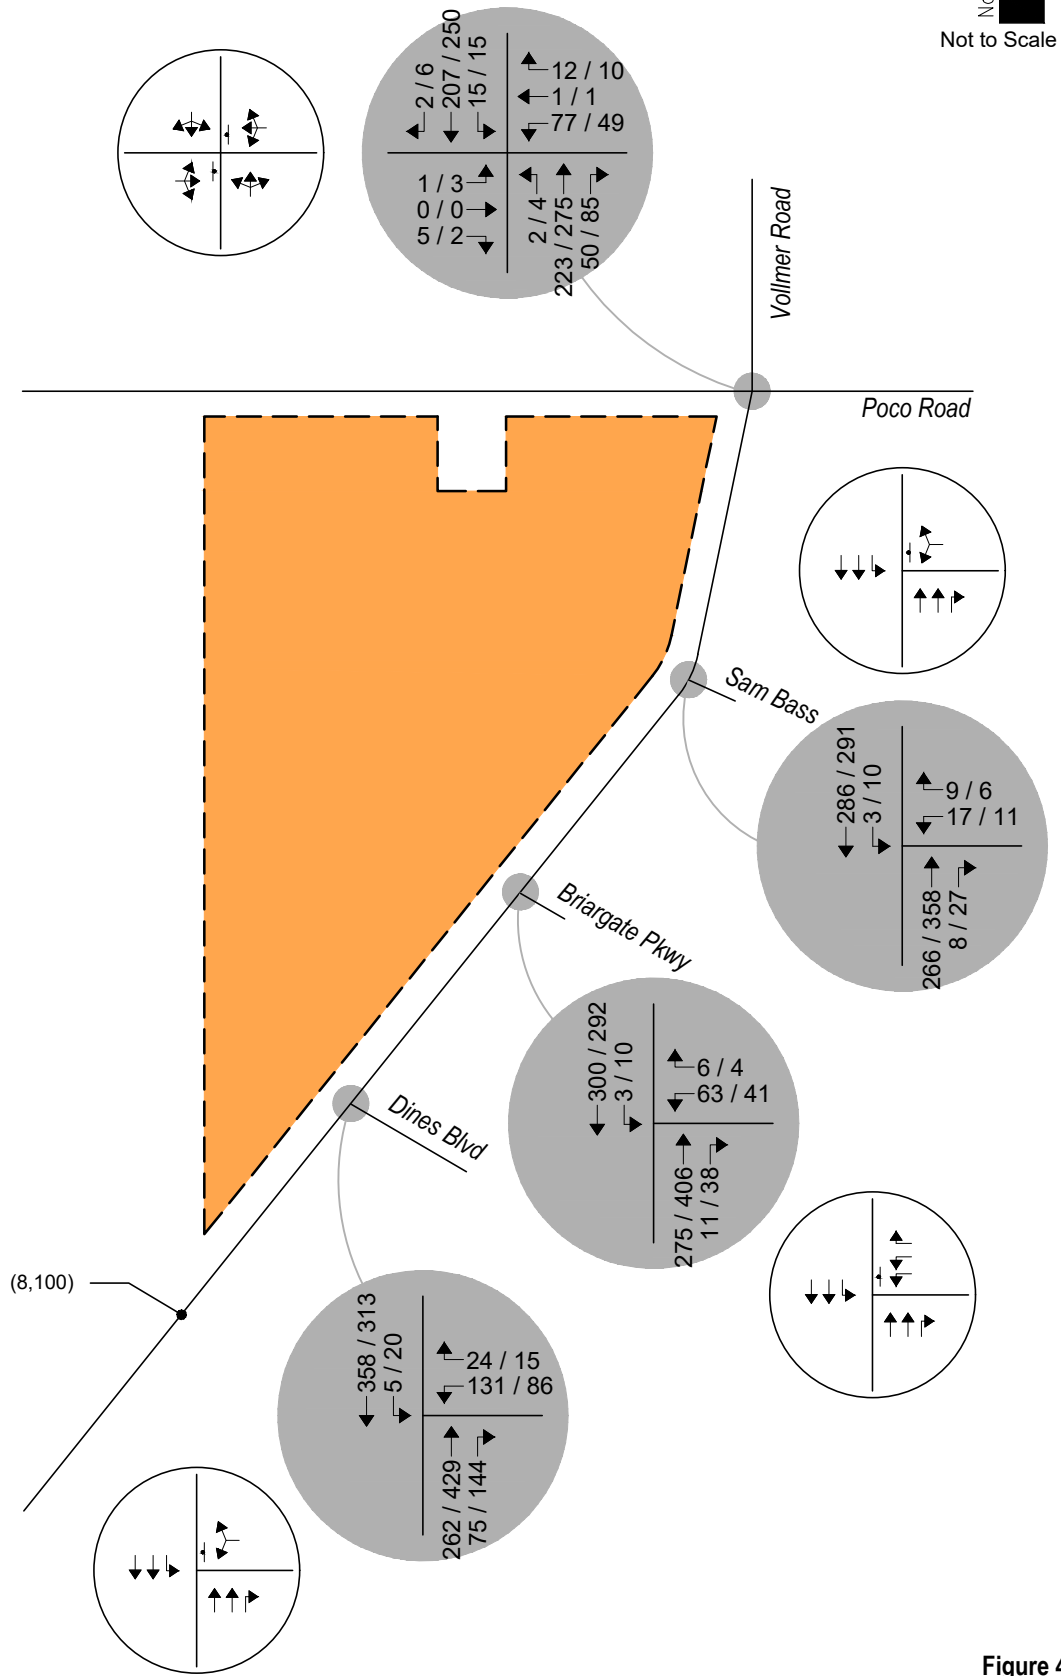 No
Not to Scale
2 / 6
207 / 250
15 / 15
12 / 10
1 / 1
77 / 49
1 / 3
0 / 0
5 / 2
2 / 4
223 / 275
50 / 85
Vollmer Road
Poco Road
Sam Bass
286 / 291
3 / 10
9 / 6
17 / 11
266 / 358
8 / 27
Briargate Pkwy
300 / 292
3 / 10
6 / 4
63 / 41
275 / 406
11 / 38
Dines Blvd
(8,100)
358 / 313
5 / 20
24 / 15
131 / 86
262 / 429
75 / 144
Figure 4